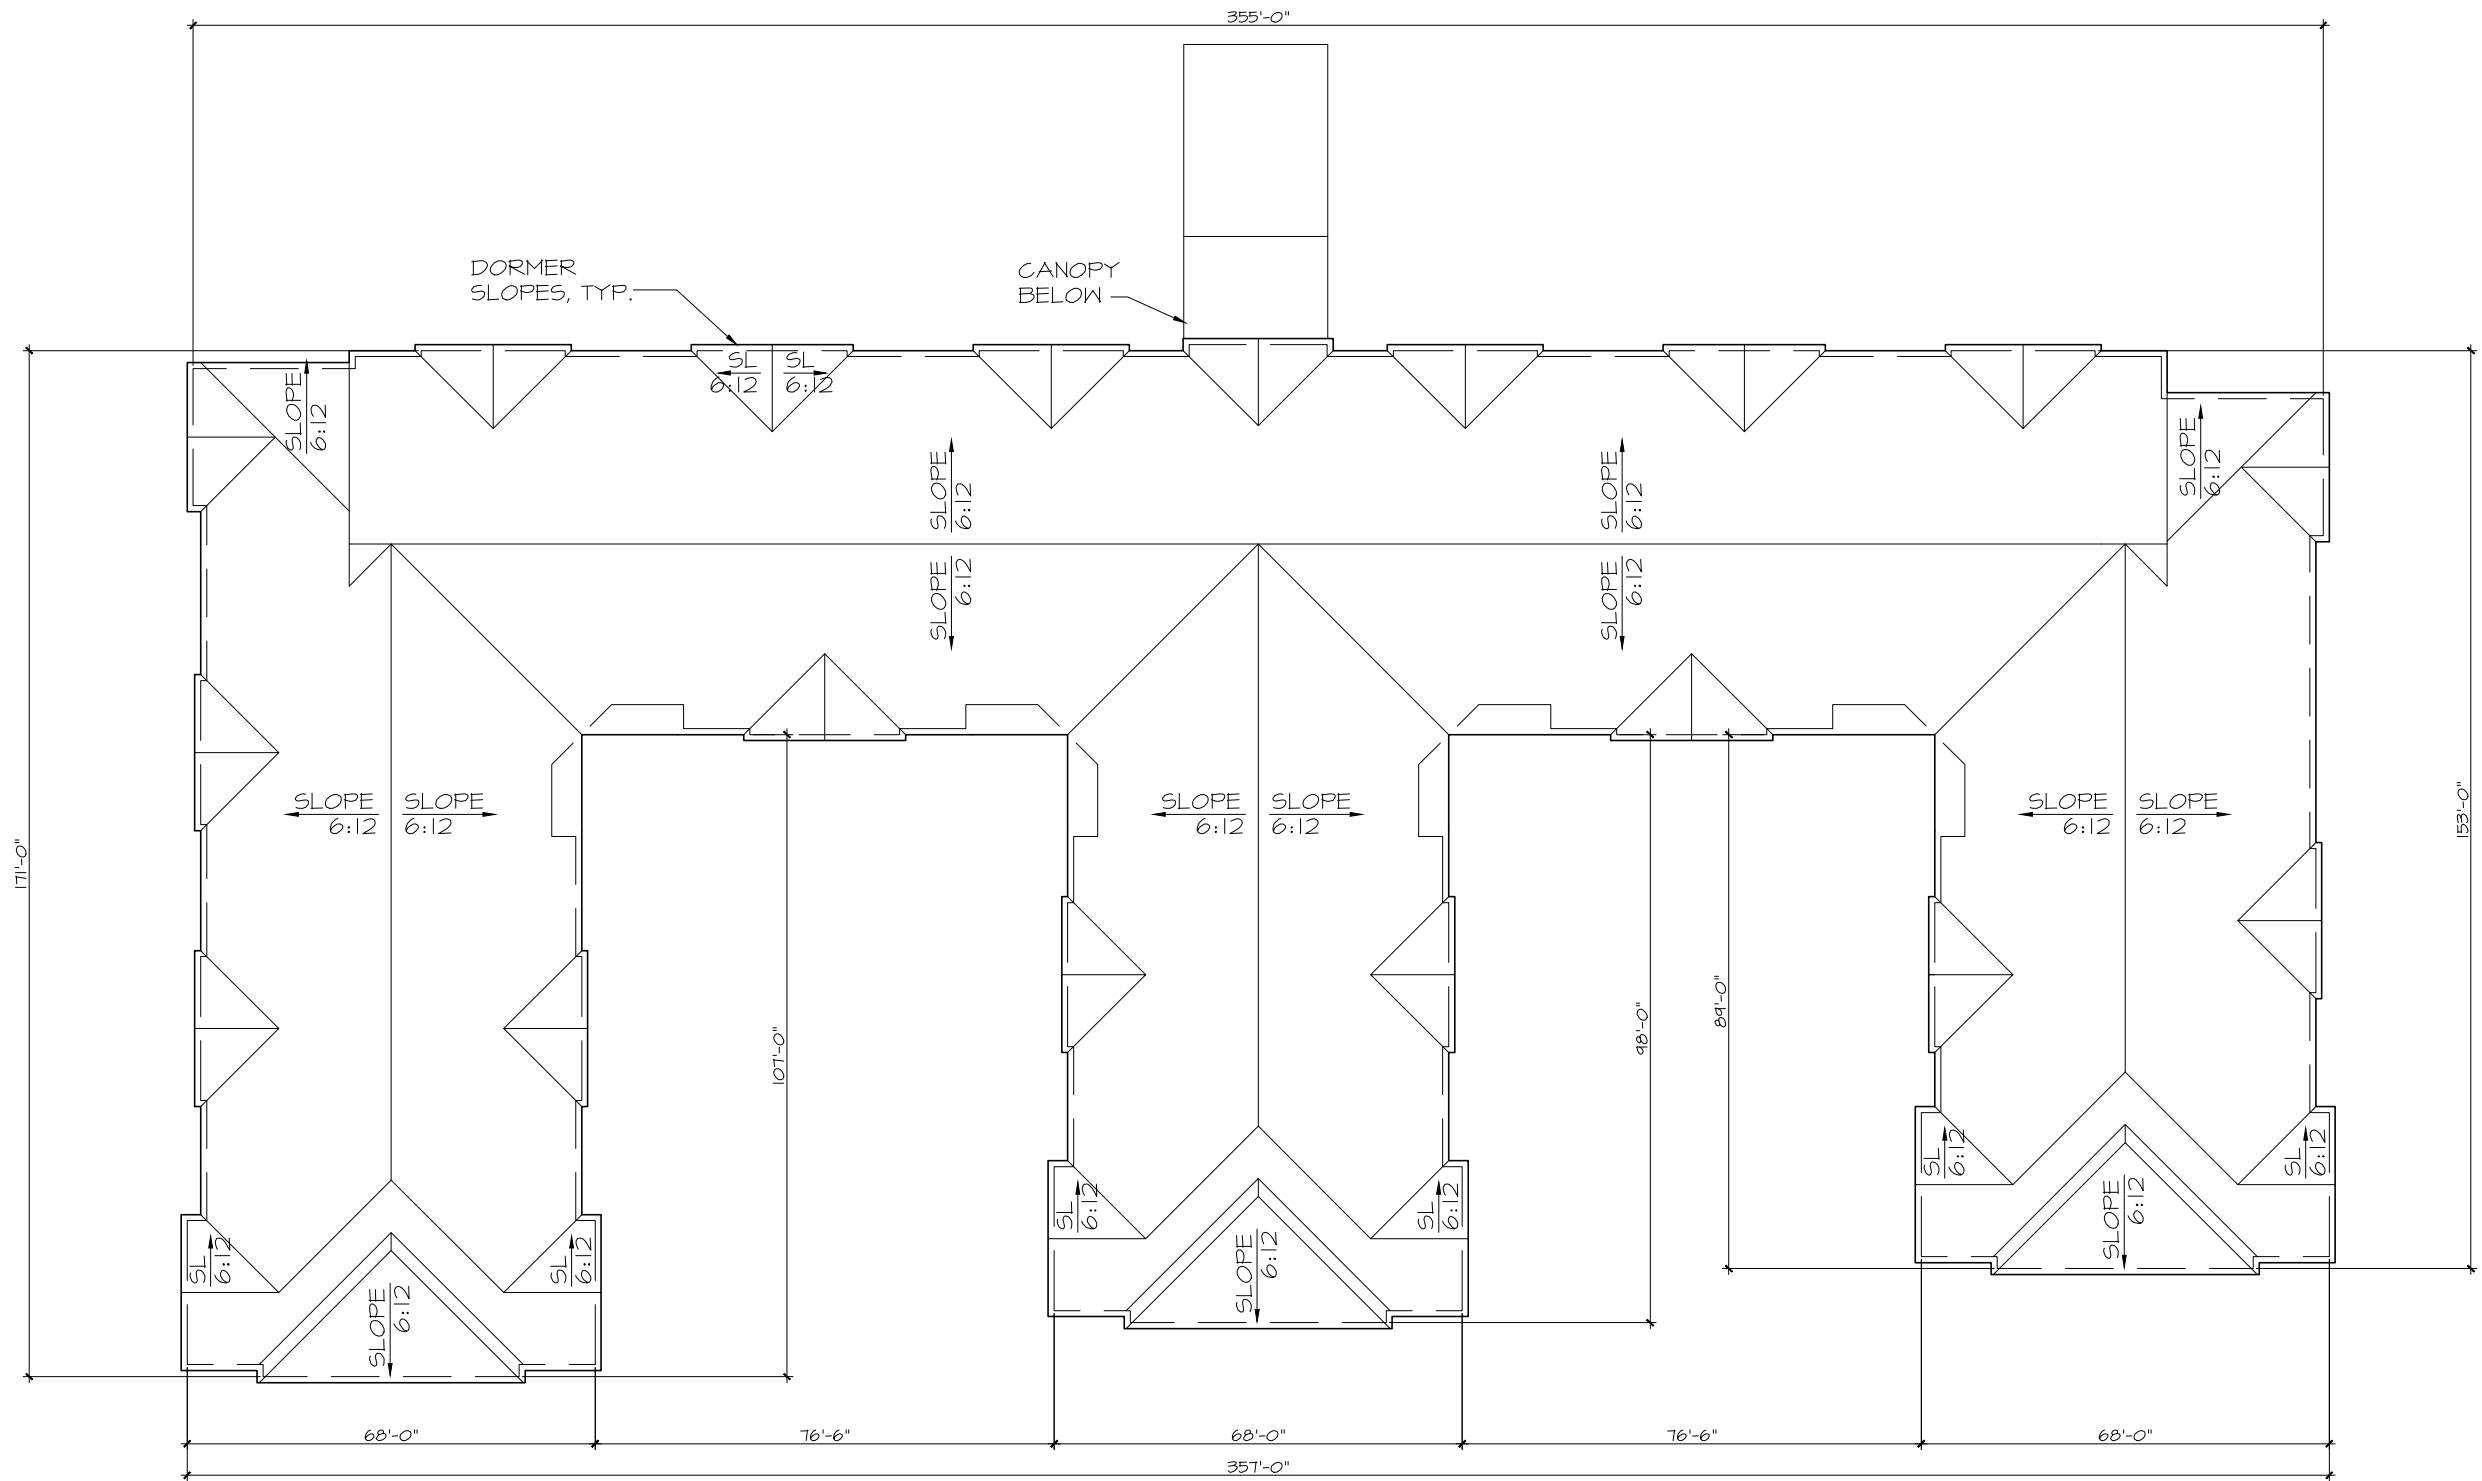 355'-0"
DORMER
SLOPES, TYP.
CANOPY
BELOW
SL
6:12
SL
6:12
SLOPE
6:12
SLOPE
6:12
SLOPE
6:12
SLOPE
6:12
SLOPE
6:12
SLOPE
6:12
SLOPE
6:12
SLOPE
6:12
SLOPE
6:12
SLOPE
6:12
SLOPE
6:12
SLOPE
6:12
171'-0"
153'-0"
107'-0"
98'-0"
89'-0"
SL
6:12
SL
6:12
SL
6:12
SL
6:12
SL
6:12
SL
6:12
SLOPE
6:12
SLOPE
6:12
SLOPE
6:12
68'-0"
76'-6"
68'-0"
76'-6"
68'-0"
357'-0"